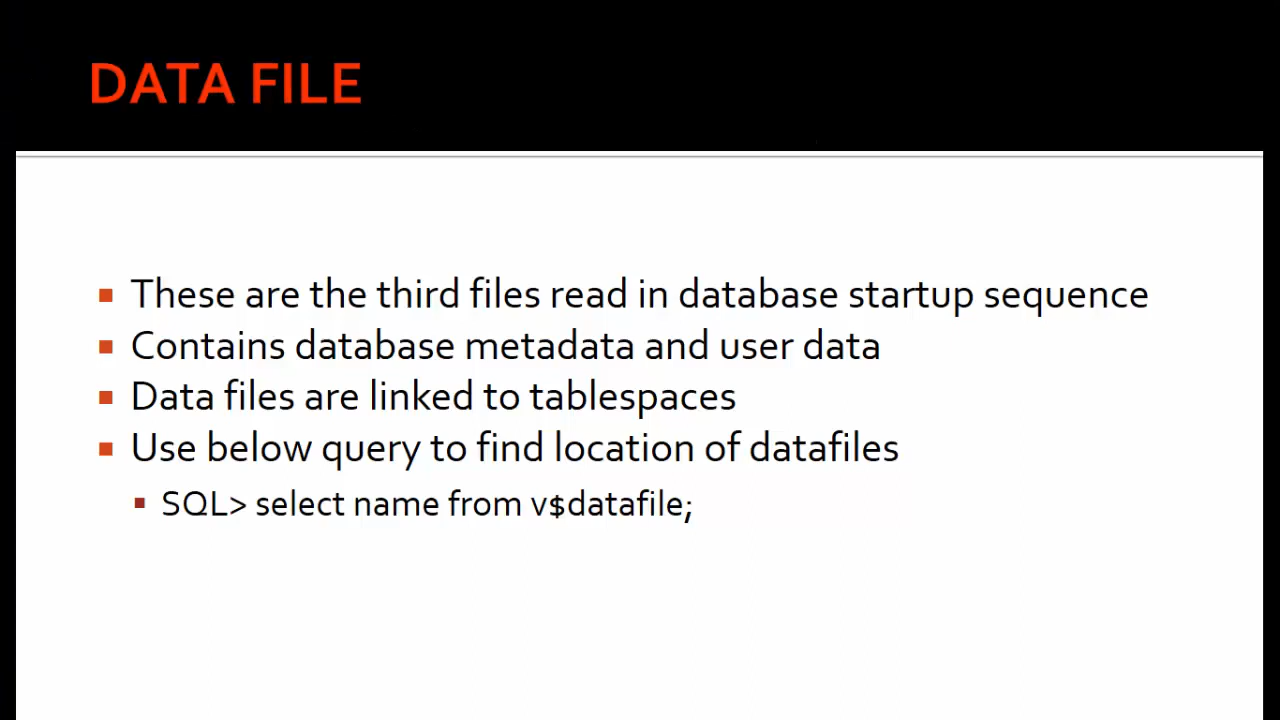 DATA FILE
These are the third files read in database startup sequence
Contains database metadata and user data
Data files are linked to tablespaces
Use below query to find location of datafiles
SQL> select name from v$datafile;